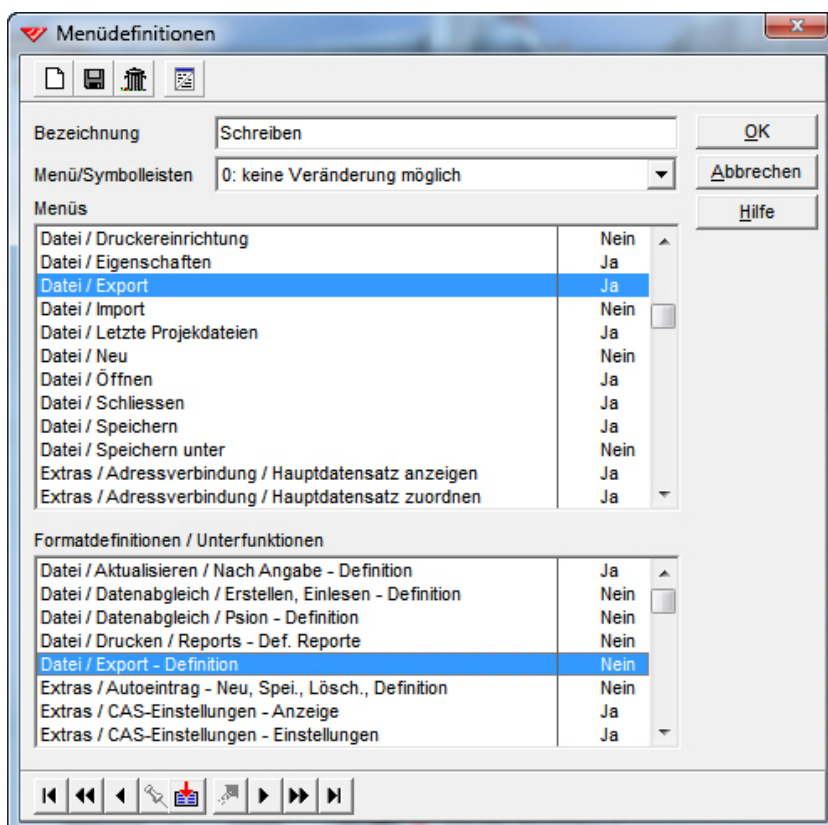 Menüdefinitionen
Bezeichnung Schreiben OK
Menü/Symbolleisten 0: keine Veränderung möglich Abbrechen
Menüs Hilfe
Datei / Druckereinrichtung Nein
Datei / Eigenschaften Ja
Datei / Export Ja
Datei / Import Nein
Datei / Letzte Projekdateien Ja
Datei / Neu Nein
Datei / Öffnen Ja
Datei / Schliessen Ja
Datei / Speichern Ja
Datei / Speichern unter Nein
Extras / Adressverbindung / Hauptdatensatz anzeigen Ja
Extras / Adressverbindung / Hauptdatensatz zuordnen Ja
Formatdefinitionen / Unterfunktionen
Datei / Aktualisieren / Nach Angabe - Definition Ja
Datei / Datenabgleich / Erstellen, Einlesen - Definition Nein
Datei / Datenabgleich / Psion - Definition Nein
Datei / Drucken / Reports - Def. Reporte Nein
Datei / Export - Definition Nein
Extras / Autoeintrag - Neu, Spei., Lösch., Definition Nein
Extras / CAS-Einstellungen - Anzeige Ja
Extras / CAS-Einstellungen - Einstellungen Ja